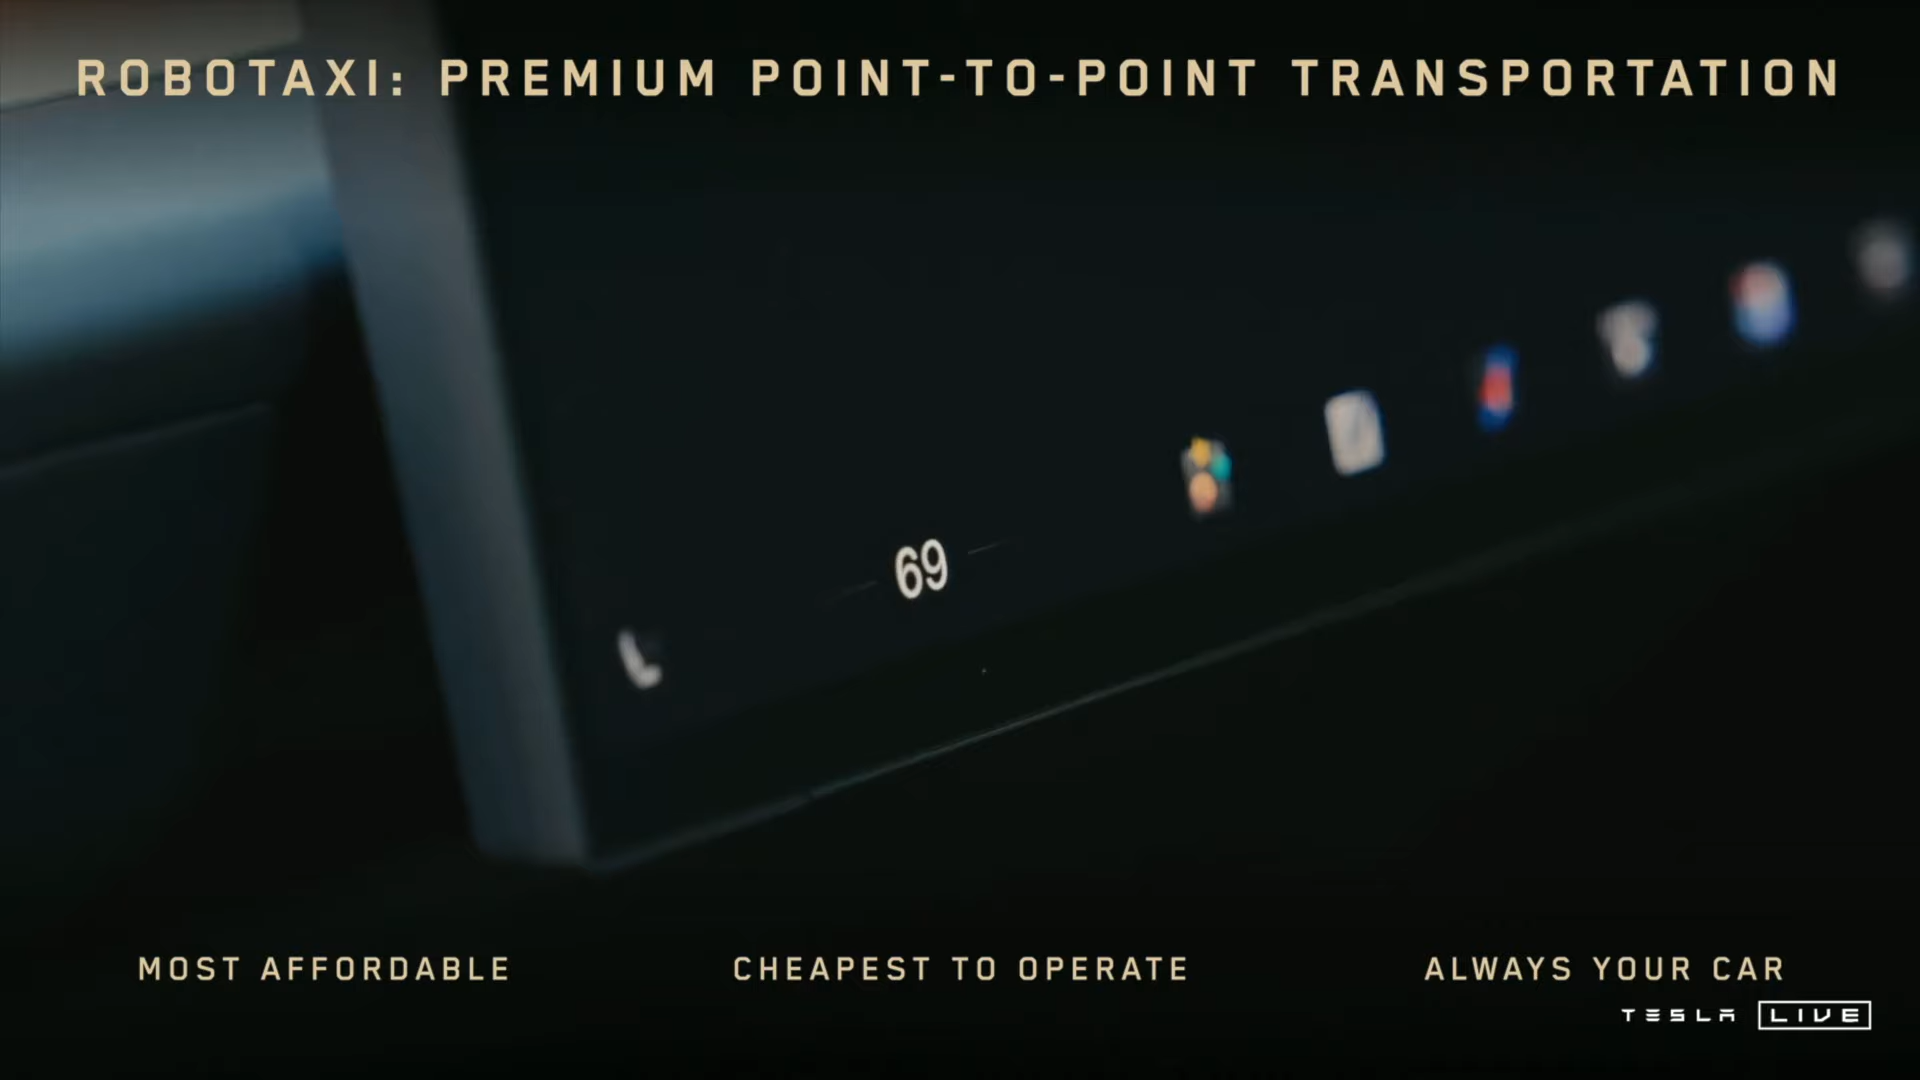 ROBOTAXI: PREMIUM POINT-TO-POINT TRANSPORTATION
69
MOST AFFORDABLE
CHEAPEST TO OPERATE
ALWAYS YOUR CAR
TESLA LIVE